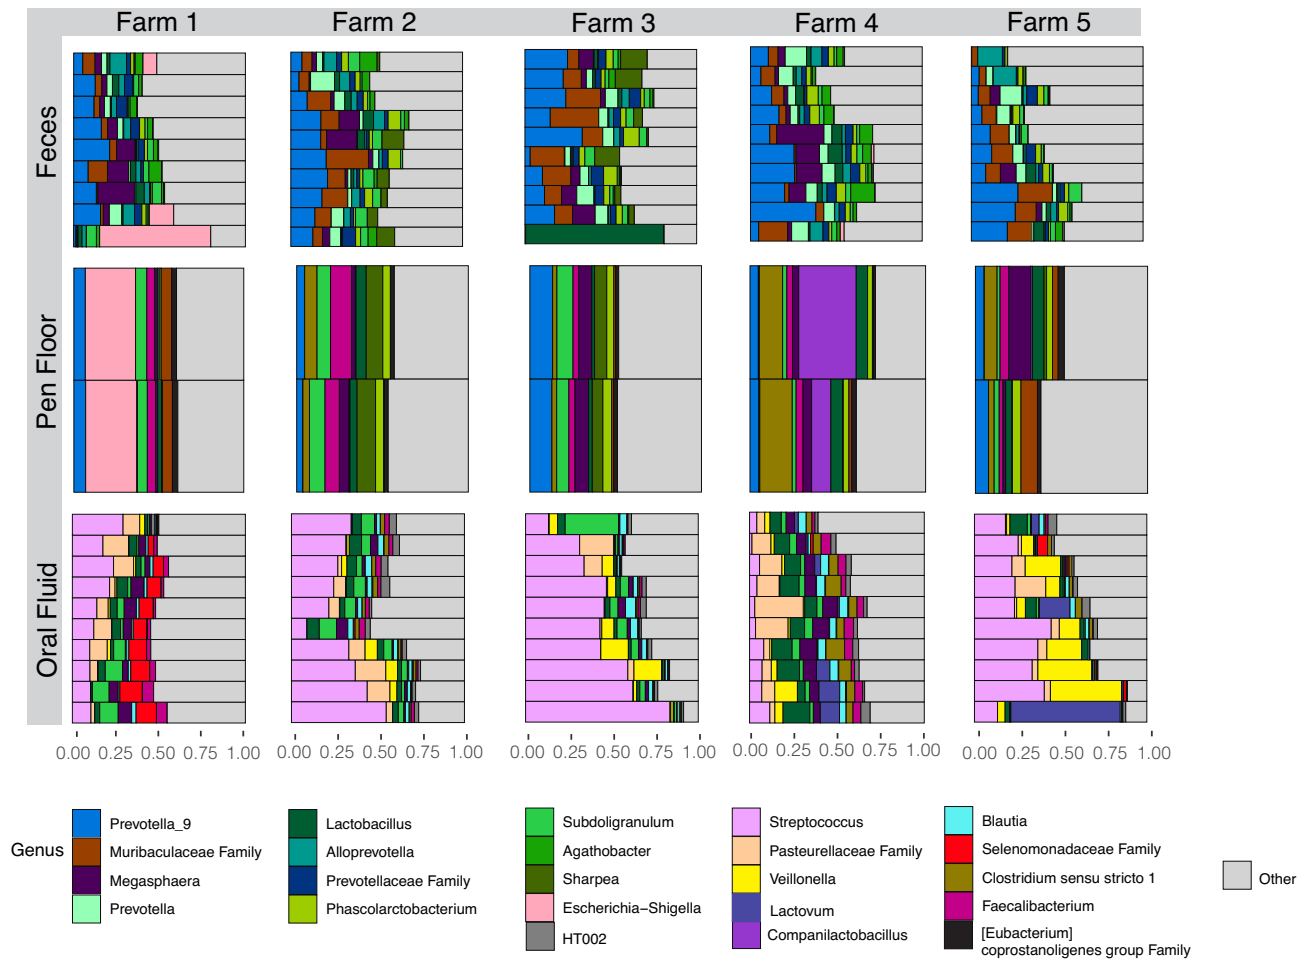 Farm 1 Farm 2 Farm 3 Farm 4 Farm 5
Feces
Pen Floor
Oral Fluid
0.00 0.25 0.50 0.75 1.00 0.00 0.25 0.50 0.75 1.00 0.00 0.25 0.50 0.75 1.00 0.00 0.25 0.50 0.75 1.00 0.00 0.25 0.50 0.75 1.00
Genus
Prevotella_9
Muribaculaceae Family
Megasphaera
Prevotella
Lactobacillus
Alloprevotella
Prevotellaceae Family
Phascolarctobacterium
Subdoligranulum
Agathobacter
Sharpea
Escherichia−Shigella
HT002
Streptococcus
Pasteurellaceae Family
Veillonella
Lactovum
Companilactobacillus
Blautia
Selenomonadaceae Family
Clostridium sensu stricto 1
Faecalibacterium
[Eubacterium]
coprostanoligenes group Family
Other